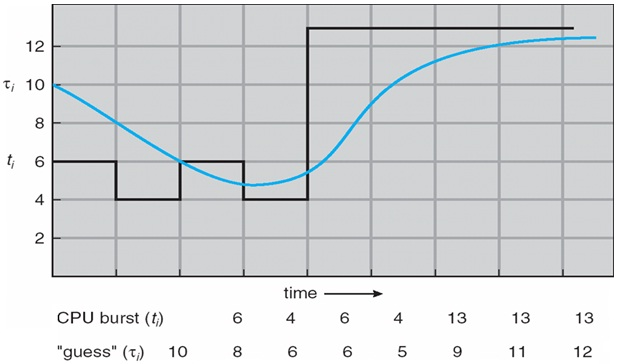 12
τi 10
8
ti 6
4
2
time
CPU burst (ti) 6 4 6 4 13 13 13
"guess" (τi) 10 8 6 6 5 9 11 12